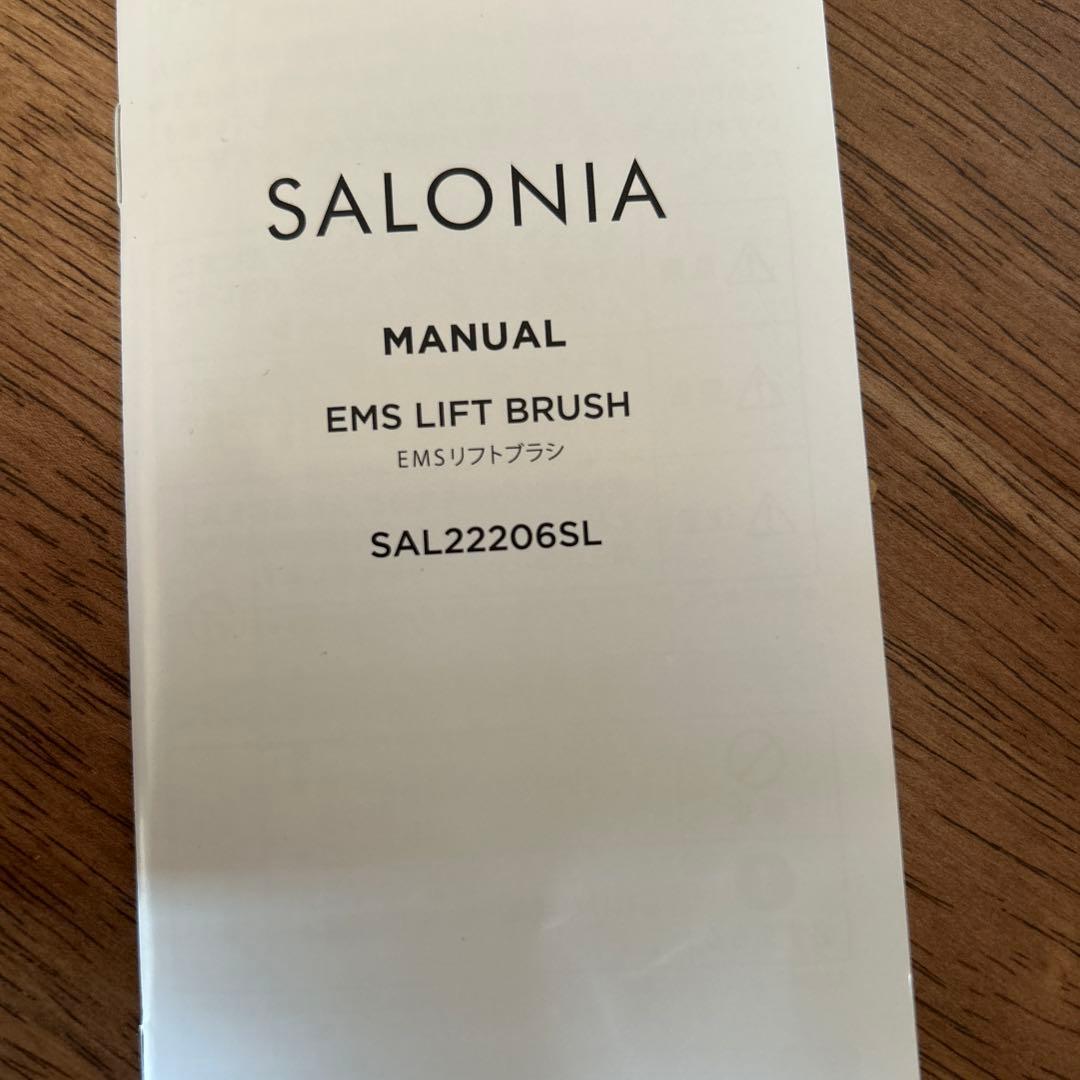 SALONIA
MANUAL
EMS LIFT BRUSH
EMSリフトブラシ
SAL22206SL